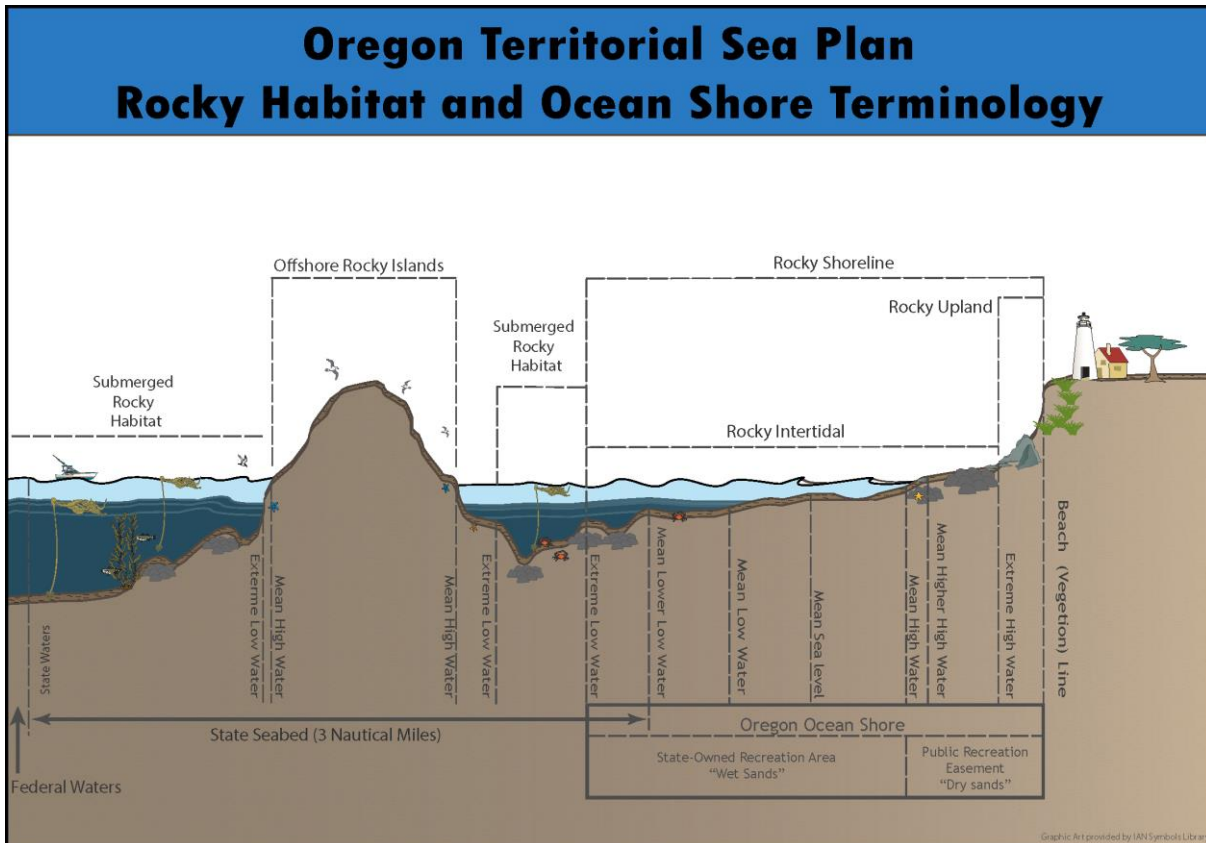 Oregon Territorial Sea Plan
Rocky Habitat and Ocean Shore Terminology
Offshore Rocky Islands
Rocky Shoreline
Rocky Upland
Submerged
Rocky
Habitat
Submerged
Rocky
Habitat
Rocky Intertidal
State Waters
Exterme Low Water
Mean High Water
Mean High Water
Extreme Low Water
Extreme Low Water
Mean Lower Low Water
Mean Low Water
Mean Sea level
Mean High Water
Mean Higher High Water
Extreme High Water
Beach (Vegetion) Line
State Seabed (3 Nautical Miles)
Federal Waters
Oregon Ocean Shore
State-Owned Recreation Area
“Wet Sands”
Public Recreation
Easement
“Dry sands”
Graphic Art provided by IAN Symbols Library